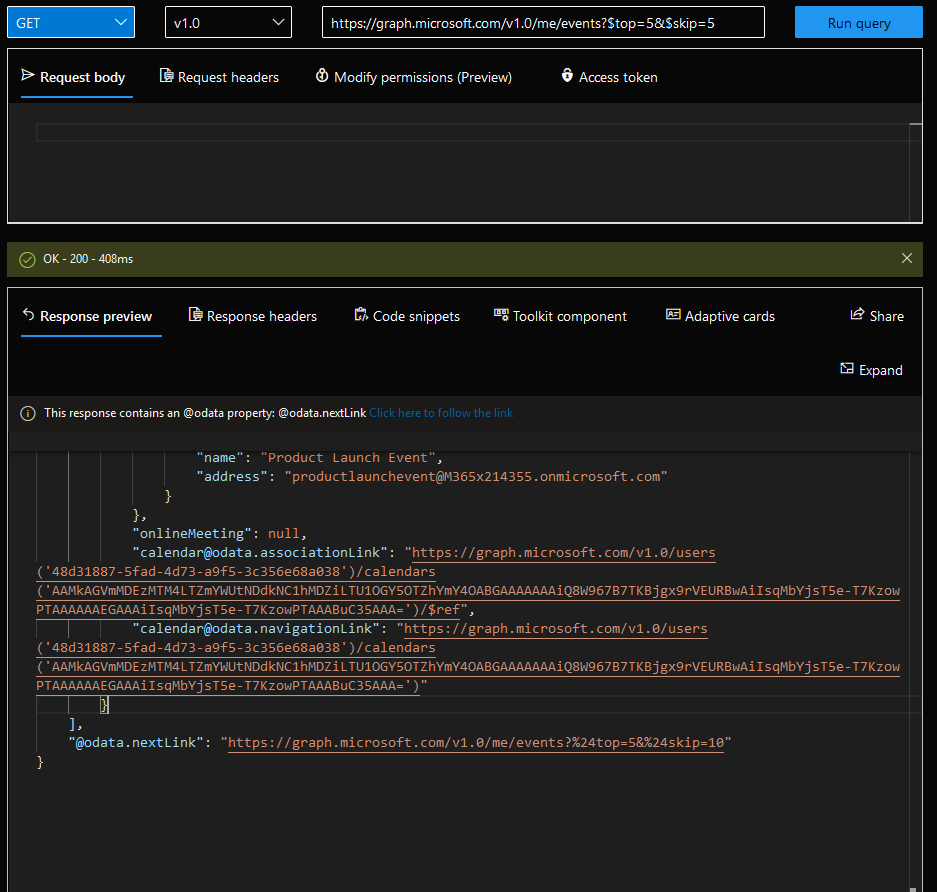 GET
v1.0
https://graph.microsoft.com/v1.0/me/events?$top=5&$skip=5
Run query
Request body
Request headers
Modify permissions (Preview)
Access token
OK - 200 - 408ms
Response preview
Response headers
Code snippets
Toolkit component
Adaptive cards
Share
Expand
This response contains an @odata property: @odata.nextLink Click here to follow the link
"name": "Product Launch Event",
"address": "productlaunchevent@M365x214355.onmicrosoft.com"
}
},
"onlineMeeting": null,
"calendar@odata.associationLink": "https://graph.microsoft.com/v1.0/users
('48d31887-5fad-4d73-a9f5-3c356e68a038')/calendars
('AAMkAGVmMDEzMTM4LTZmYWUtNDdkNC1hMDZiLTU1OGY5OTZhYmY4OABGAAAAAAAiQ8W967B7TKBjgx9rVEURBwAiIsqMbYjsT5e-T7Kzow
PTAAAAAAEGAAAiIsqMbYjsT5e-T7KzowPTAAABuC35AAA=')/$ref",
"calendar@odata.navigationLink": "https://graph.microsoft.com/v1.0/users
('48d31887-5fad-4d73-a9f5-3c356e68a038')/calendars
('AAMkAGVmMDEzMTM4LTZmYWUtNDdkNC1hMDZiLTU1OGY5OTZhYmY4OABGAAAAAAAiQ8W967B7TKBjgx9rVEURBwAiIsqMbYjsT5e-T7Kzow
PTAAAAAAEGAAAiIsqMbYjsT5e-T7KzowPTAAABuC35AAA=')"
}
],
"@odata.nextLink": "https://graph.microsoft.com/v1.0/me/events?%24top=5&%24skip=10"
}